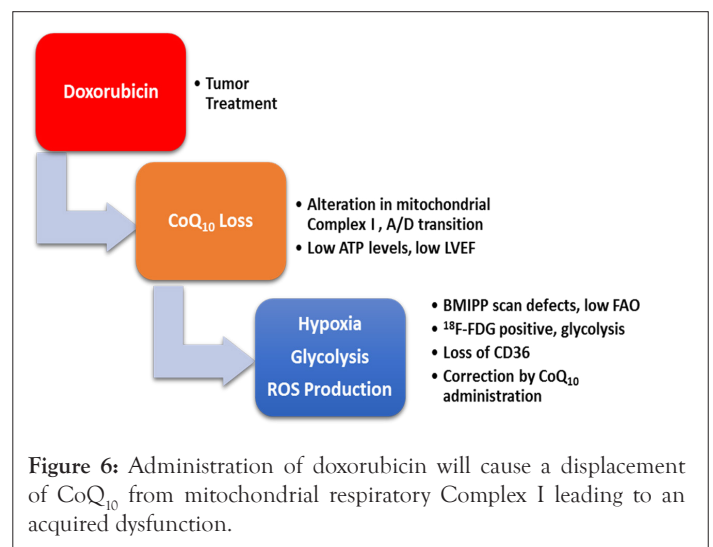 Doxorubicin
• Tumor
Treatment
CoQ₁₀ Loss
• Alteration in mitochondrial
Complex I , A/D transition
• Low ATP levels, low LVEF
Hypoxia
Glycolysis
ROS Production
• BMIPP scan defects, low FAO
• ¹⁸F-FDG positive, glycolysis
• Loss of CD36
• Correction by CoQ₁₀
administration
Figure 6: Administration of doxorubicin will cause a displacement
of CoQ₁₀ from mitochondrial respiratory Complex I leading to an
acquired dysfunction.